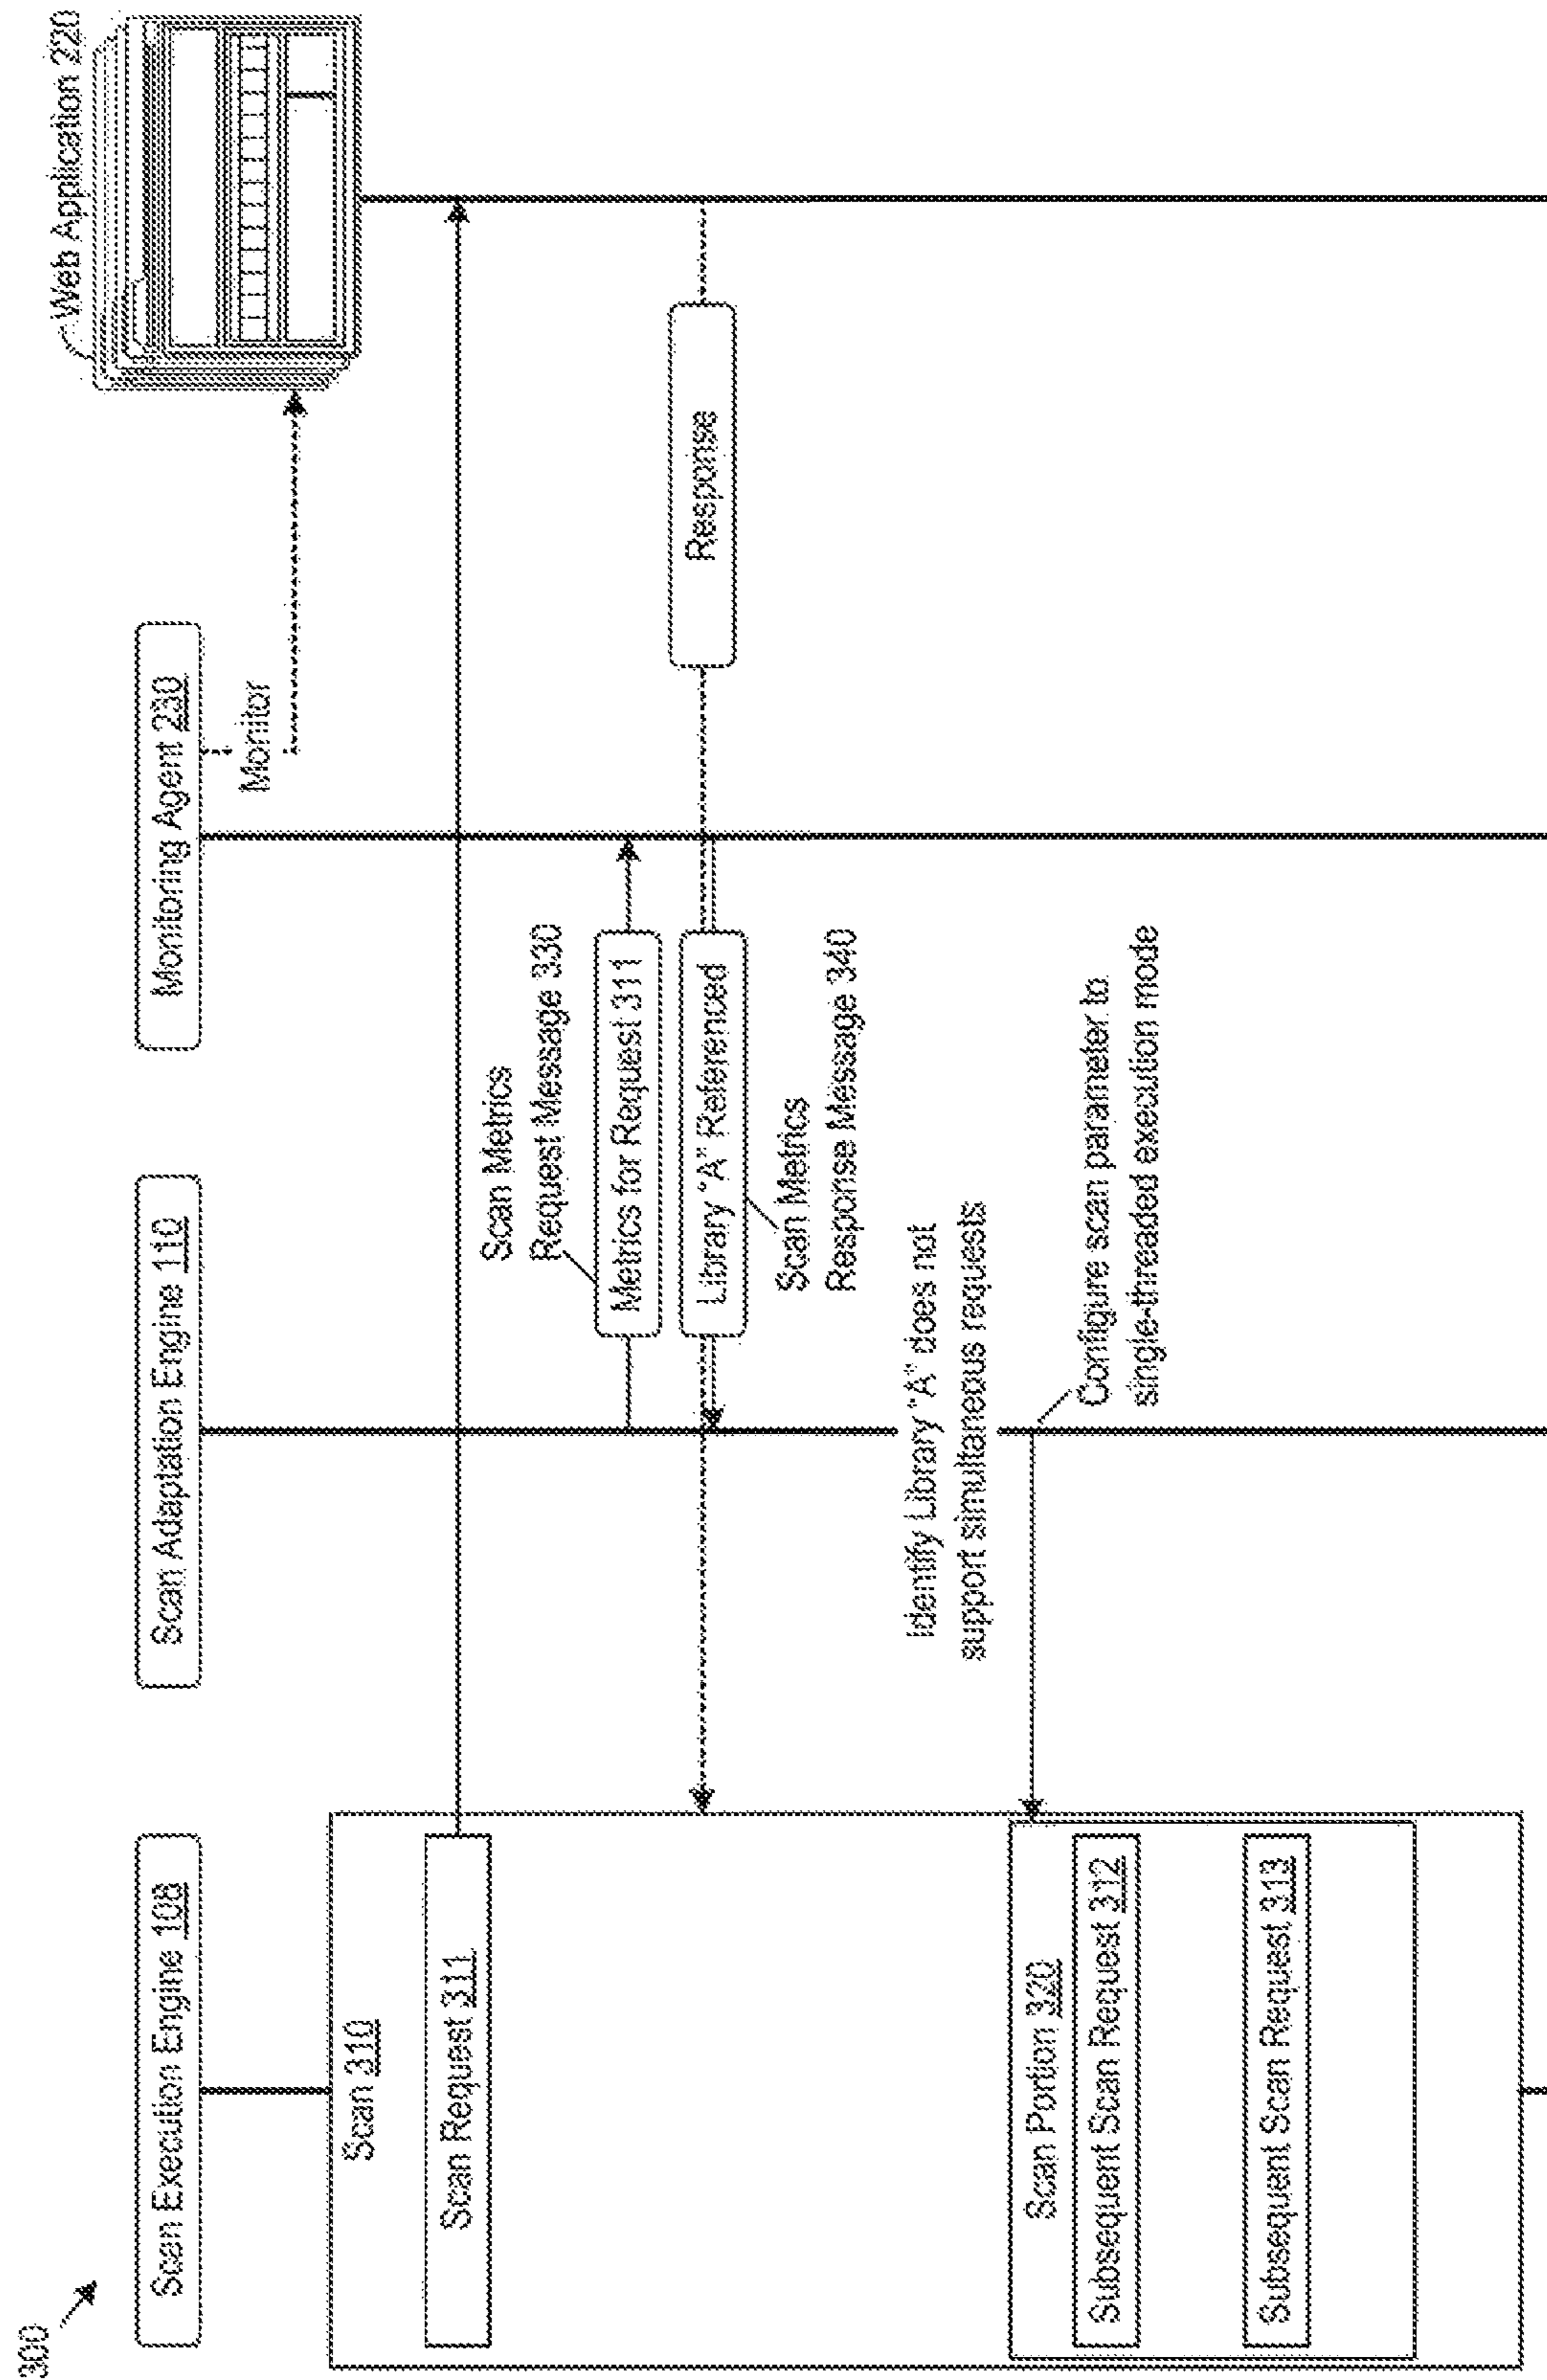 300
Scan Execution Engine 108
Scan Adaptation Engine 110
Monitoring Agent 230
Web Application 220
Monitor
Scan 310
Scan Request 311
Scan Metrics
Request Message 330
Metrics for Request 311
Library "A" Referenced
Response
Scan Metrics
Response Message 340
Identify Library "A" does not
support simultaneous requests
Configure scan parameter to
single-threaded execution mode
Scan Portion 320
Subsequent Scan Request 312
Subsequent Scan Request 313